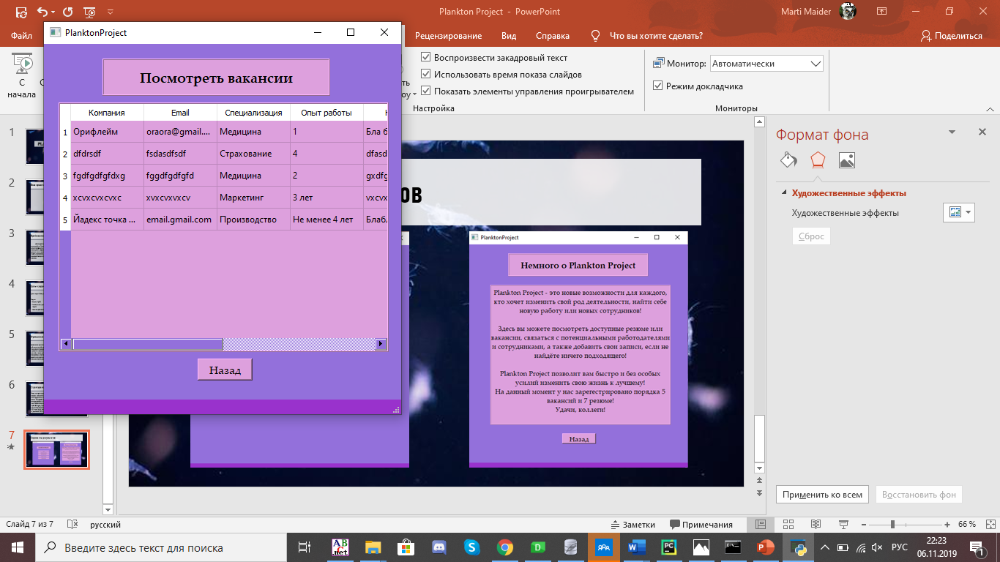 Plankton Project - PowerPoint
Marti Maider
Файл
Рецензирование
Вид
Справка
Что вы хотите сделать?
Поделиться
С
начала
Воспроизвести закадровый текст
Использовать время показа слайдов
Показать элементы управления проигрывателем
Настройка
Монитор:
Автоматически
Режим докладчика
Мониторы
PlanktonProject
Посмотреть вакансии
Компания Email Специализация Опыт работы
1 Орифлейм oraora@gmail.... Медицина 1 Бла б
2 dfdrsdf fsdasdfsdf Страхование 4 dfasd
3 fgdfgdfgfdxg fggdfgdfgfd Медицина 2 gxdfg
4 xcvxcvxcvxc xvxcvxvxcv Маркетинг 3 лет vxcvx
5 Йадекс точка ... email.gmail.com Производство Не менее 4 лет Блабл
Назад
1
2
3
4
5
6
7
ов
PlanktonProject
Немного о Plankton Project
Plankton Project - это новые возможности для каждого,
кто хочет изменить свой род деятельности, найти себе
новую работу или новых сотрудников!
Здесь вы можете посмотреть доступные резюме или
вакансии, связаться с потенциальными работодателями
и сотрудниками, а также добавить свои записи, если не
найдёте ничего подходящего!
Plankton Project позволит вам быстро и без особых
усилий изменить свою жизнь к лучшему!
На данный момент у нас зарегестрировано порядка 5
вакансий и 7 резюме!
Удачи, коллеги!
Назад
Формат фона
Художественные эффекты
Художественные эффекты
Сброс
Применить ко всем
Восстановить фон
Слайд 7 из 7
русский
Заметки
Примечания
66 %
Введите здесь текст для поиска
РУС
22:23
06.11.2019